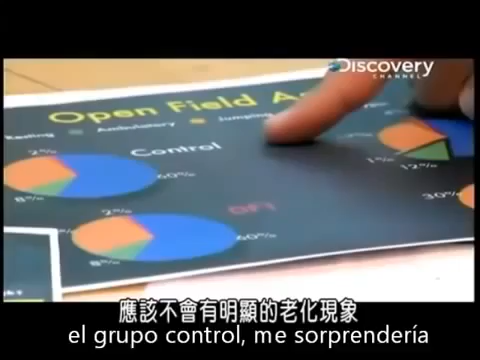 Discovery
CHANNEL
Open Field
Resting Ambulatory Jumping
Control
2%
60%
8%
1%
12%
30%
2%
60%
8%
應該不會有明顯的老化現象
el grupo control, me sorprendería